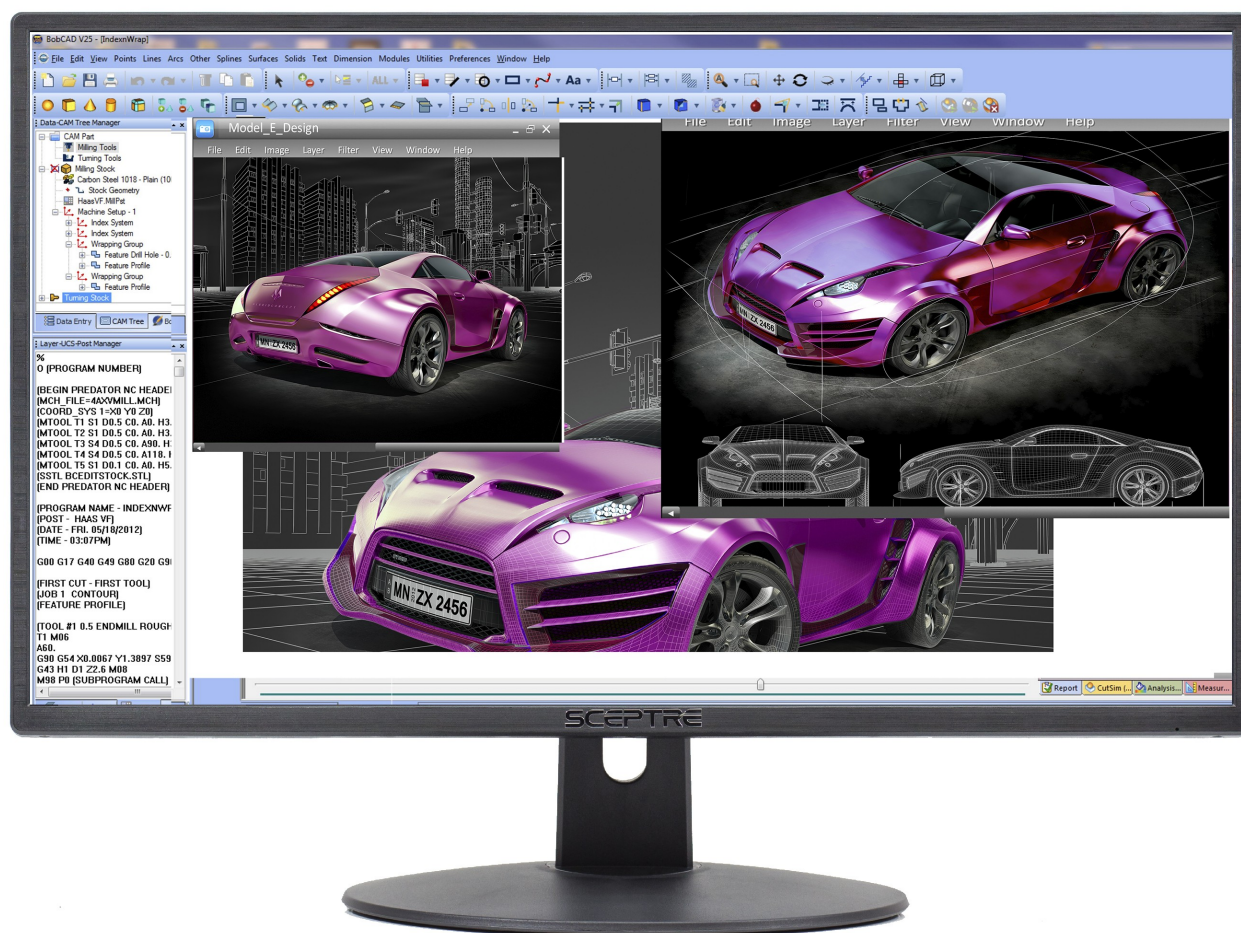 BobCAD V25 - [IndexnWrap]
File Edit View Points Lines Arcs Other Splines Surfaces Solids Text Dimension Modules Utilities Preferences Window Help
ALL
Aa
Data-CAM Tree Manager
CAM Part
Milling Tools
Turning Tools
Milling Stock
Carbon Steel 1018 - Plain (10
Stock Geometry
HaasVF.MillPst
Machine Setup - 1
Index System
Index System
Wrapping Group
Feature Drill Hole - 0.
Feature Profile
Wrapping Group
Feature Profile
Turning Stock
Data Entry CAM Tree
Layer-UCS-Post Manager
%
O (PROGRAM NUMBER)
(BEGIN PREDATOR NC HEADE
(MCH_FILE=4AXVMILL.MCH)
(COORD_SYS 1=X0 Y0 Z0)
(MTOOL T1 S1 D0.5 C0. A0. H3.
(MTOOL T2 S1 D0.5 C0. A0. H3.
(MTOOL T3 S4 D0.5 C0. A90. H
(MTOOL T4 S4 D0.5 C0. A118. H
(MTOOL T5 S1 D0.1 C0. A0. H5.
(SSTL BCEDITSTOCK.STL)
(END PREDATOR NC HEADER)
(PROGRAM NAME - INDEXNWF
(POST - HAAS VF)
(DATE - FRI. 05/18/2012)
(TIME - 03:07PM)
G00 G17 G40 G49 G80 G20 G9
(FIRST CUT - FIRST TOOL)
(JOB 1 CONTOUR)
(FEATURE PROFILE)
(TOOL #1 0.5 ENDMILL ROUGH
T1 M06
A60.
G90 G54 X0.0067 Y1.3897 S59
G43 H1 D1 Z2.6 M08
M98 P0 (SUBPROGRAM CALL)
Model_E_Design
File Edit Image Layer Filter View Window Help
MN ZX 2456
File Edit Image Layer Filter View Window Help
MN ZX 2456
MN ZX 2456
Report CutSim (... Analysis... Measur...
SCEPTRE